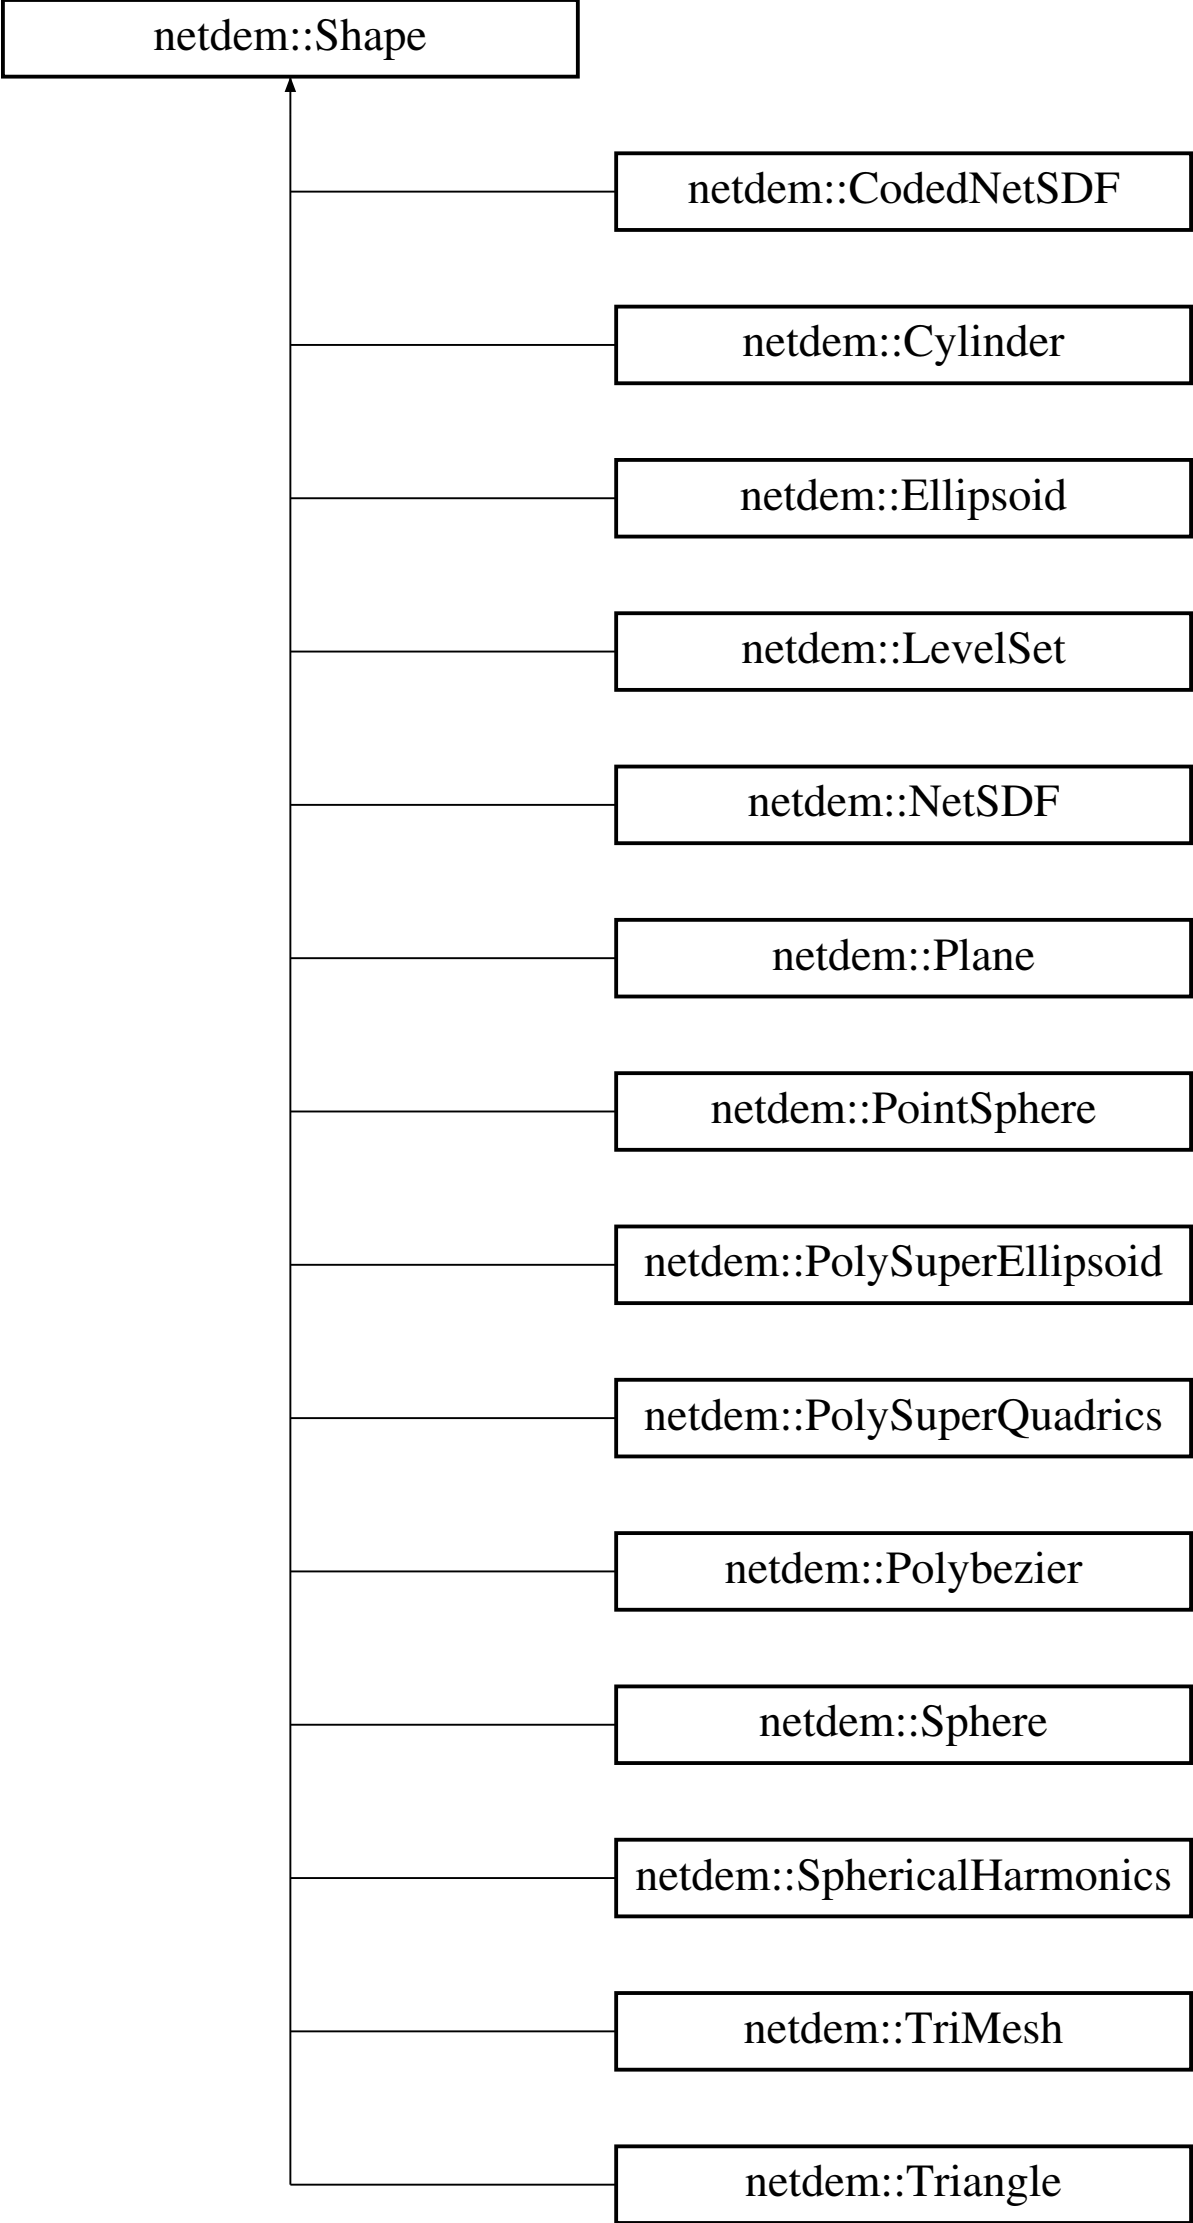 netdem::Shape
netdem::CodedNetSDF
netdem::Cylinder
netdem::Ellipsoid
netdem::LevelSet
netdem::NetSDF
netdem::Plane
netdem::PointSphere
netdem::PolySuperEllipsoid
netdem::PolySuperQuadrics
netdem::Polybezier
netdem::Sphere
netdem::SphericalHarmonics
netdem::TriMesh
netdem::Triangle